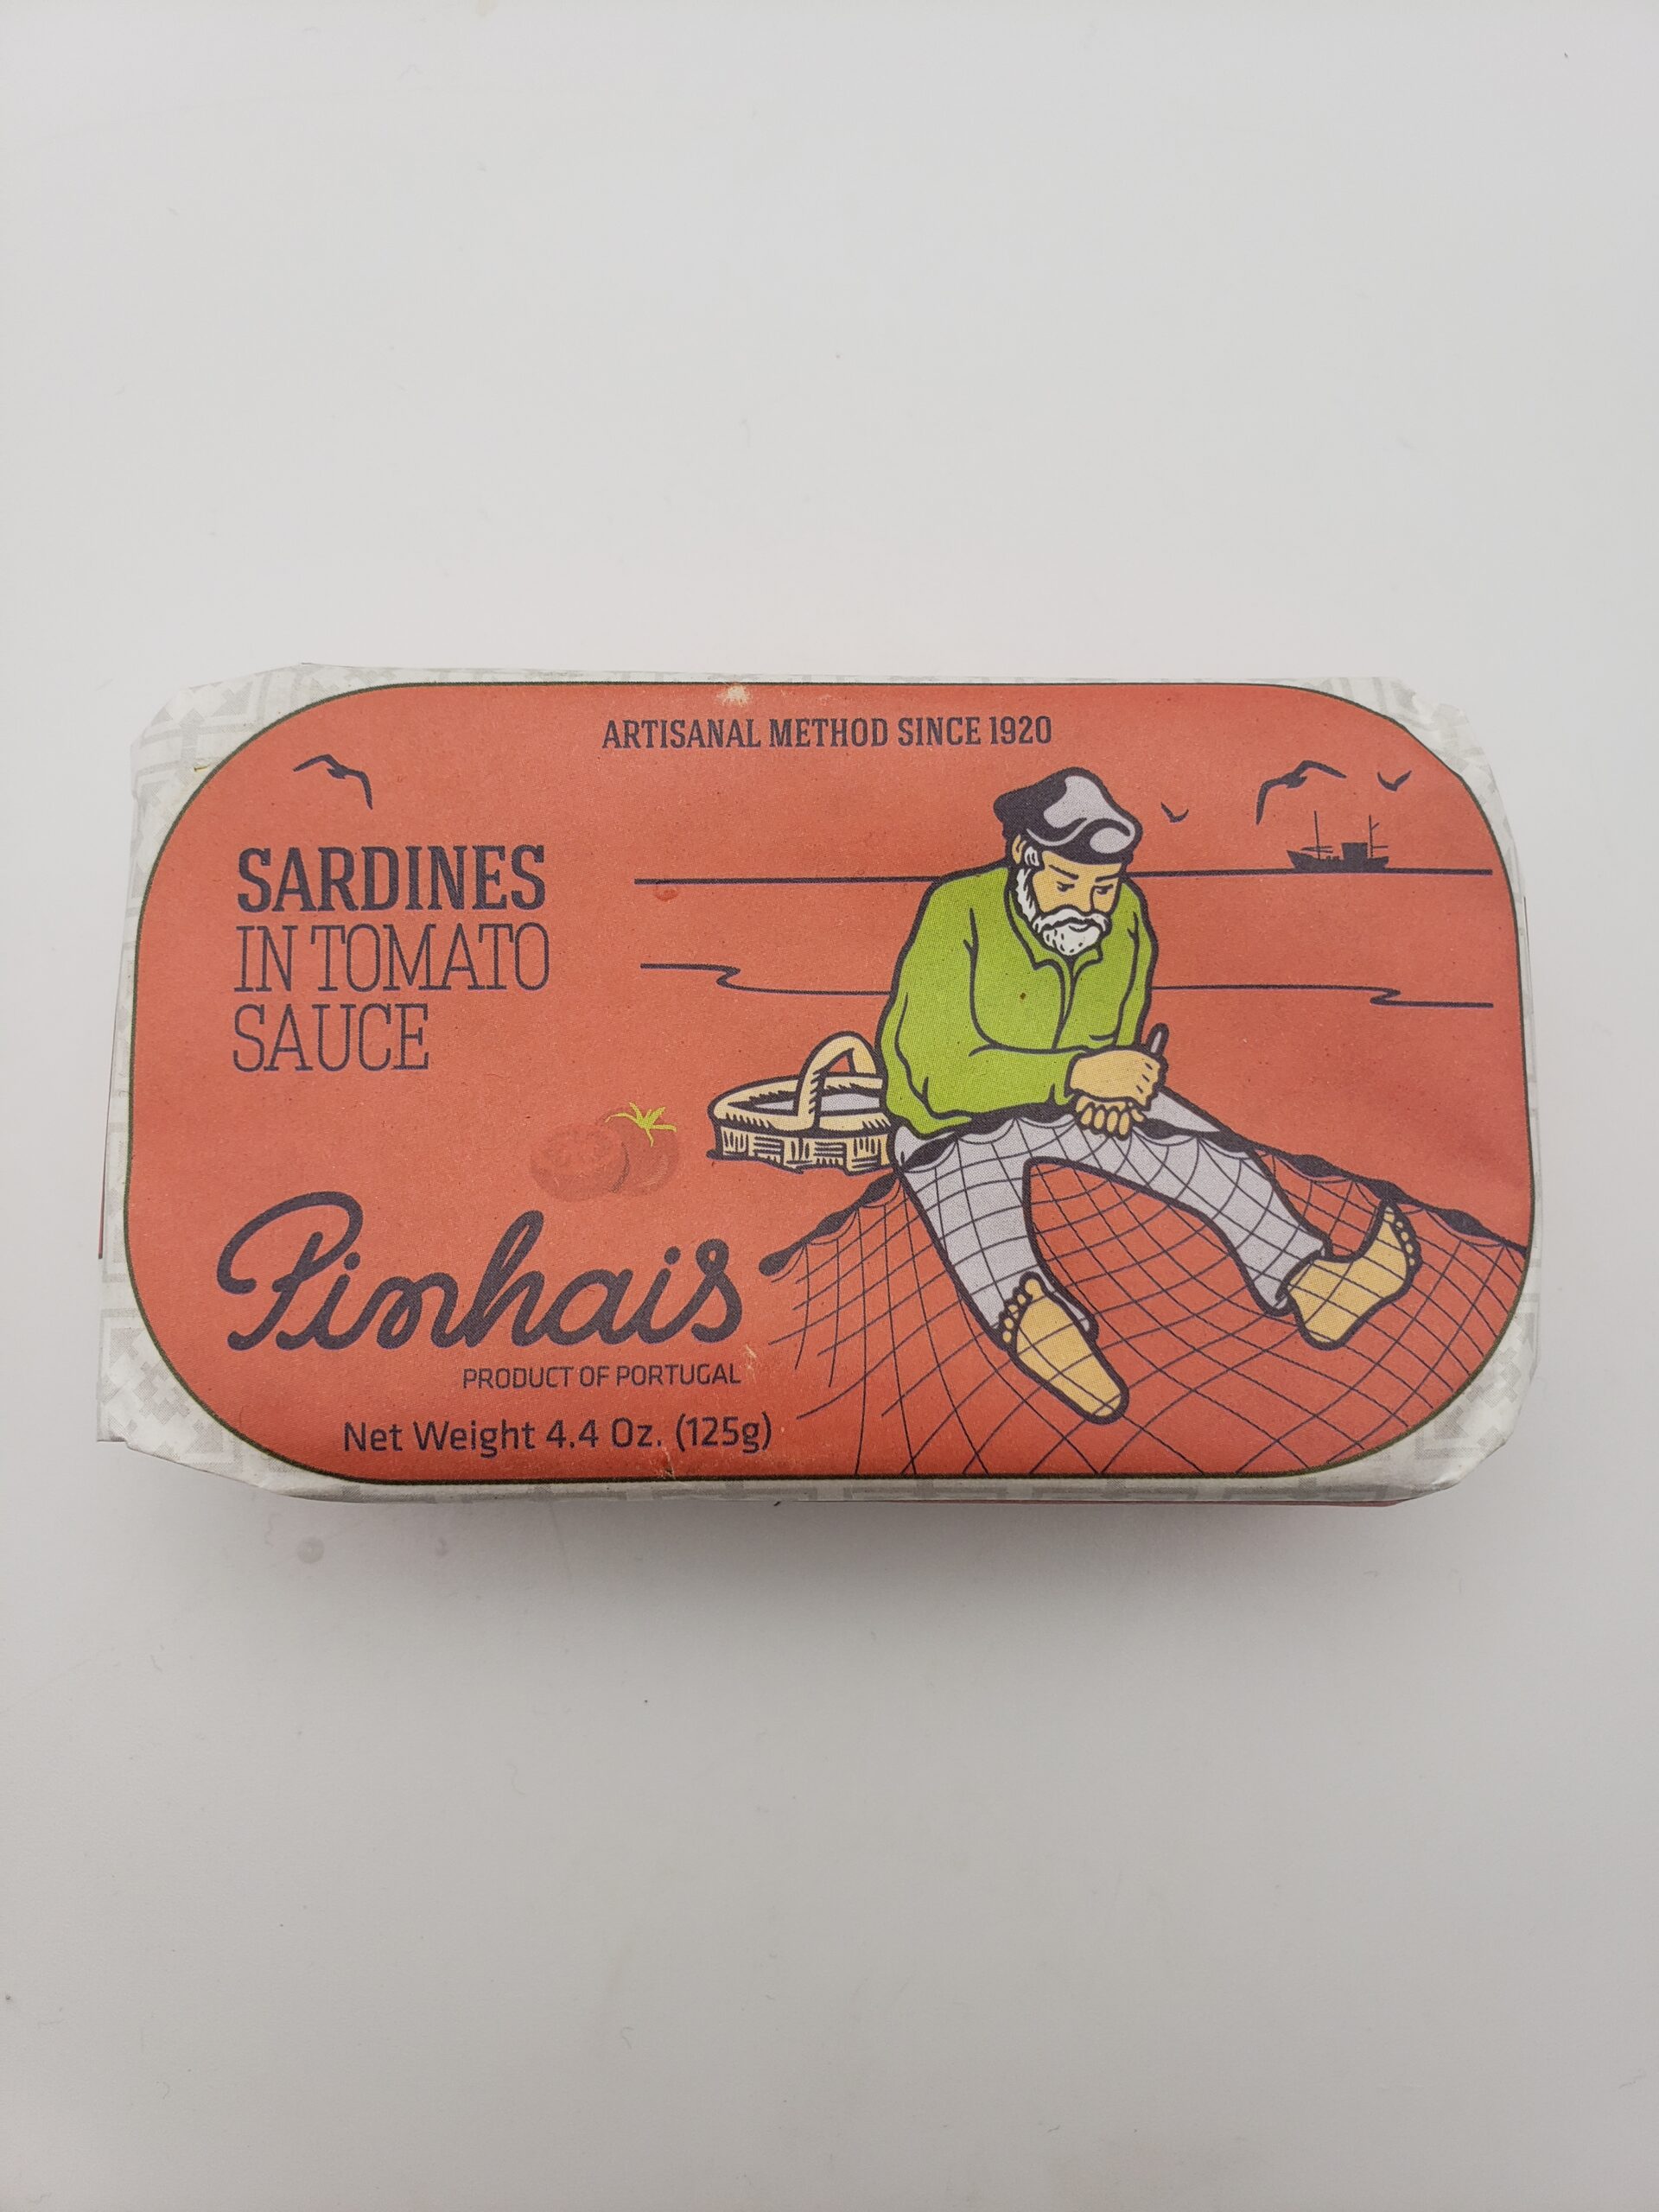 ARTISANAL METHOD SINCE 1920
SARDINES
IN TOMATO
SAUCE
Pinhais
PRODUCT OF PORTUGAL
Net Weight 4.4 Oz. (125g)